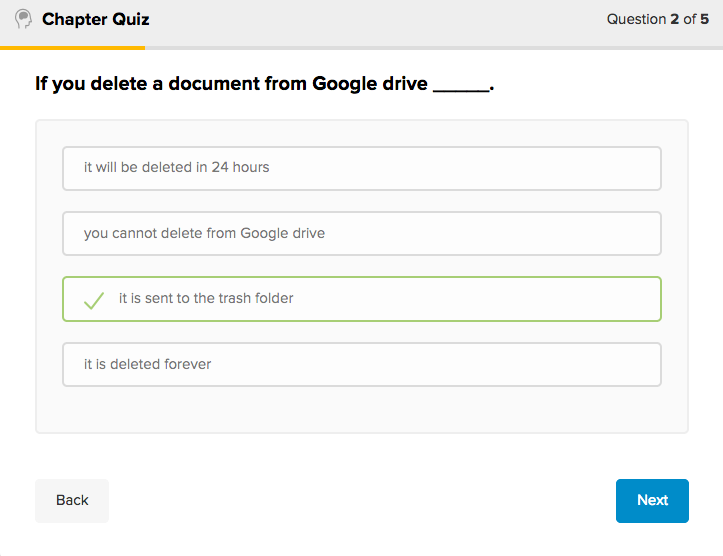 Chapter Quiz
Question 2 of 5
If you delete a document from Google drive _____.
it will be deleted in 24 hours
you cannot delete from Google drive
it is sent to the trash folder
it is deleted forever
Back
Next